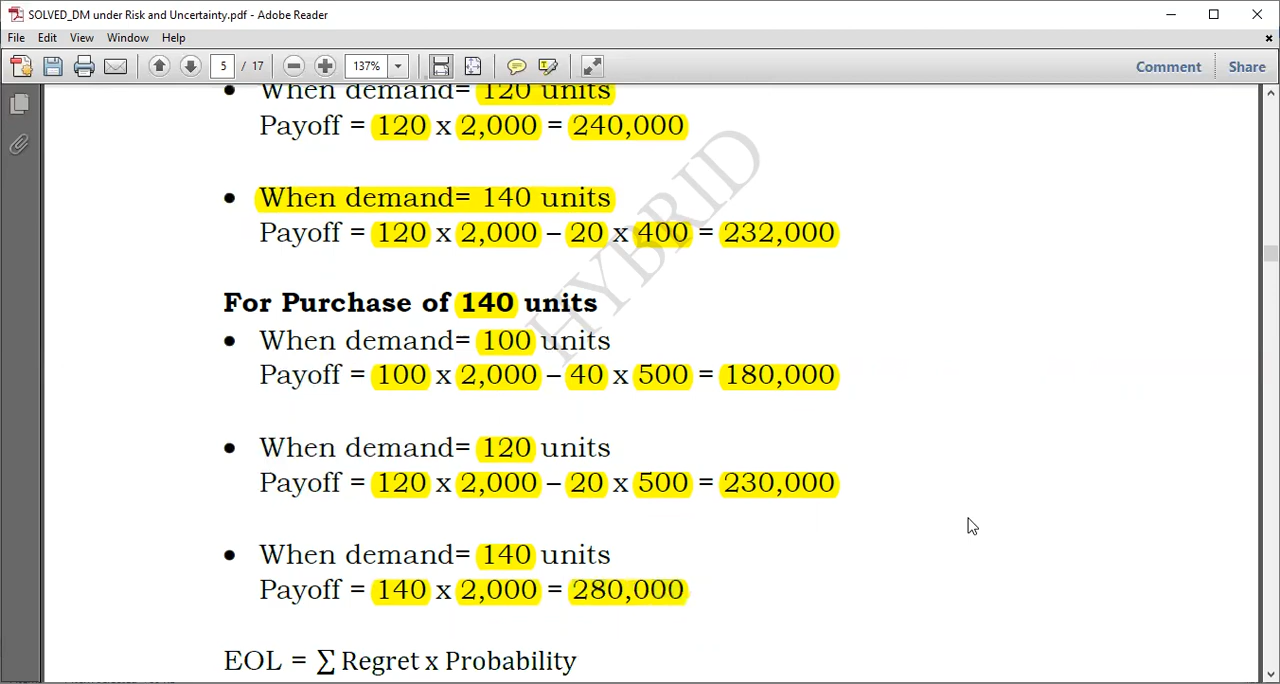 SOLVED_DM under Risk and Uncertainty.pdf - Adobe Reader
File Edit View Window Help
5 / 17 137% Comment Share
• When demand= 120 units
Payoff = 120 x 2,000 = 240,000
• When demand= 140 units
Payoff = 120 x 2,000 – 20 x 400 = 232,000
HYBRID
For Purchase of 140 units
• When demand= 100 units
Payoff = 100 x 2,000 – 40 x 500 = 180,000
• When demand= 120 units
Payoff = 120 x 2,000 – 20 x 500 = 230,000
• When demand= 140 units
Payoff = 140 x 2,000 = 280,000
EOL = ∑ Regret x Probability